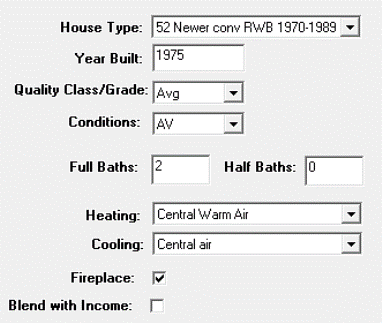 House Type: 52 Newer conv RWB 1970-1989
Year Built: 1975
Quality Class/Grade: Avg
Conditions: AV
Full Baths: 2 Half Baths: 0
Heating: Central Warm Air
Cooling: Central air
Fireplace:
Blend with Income: